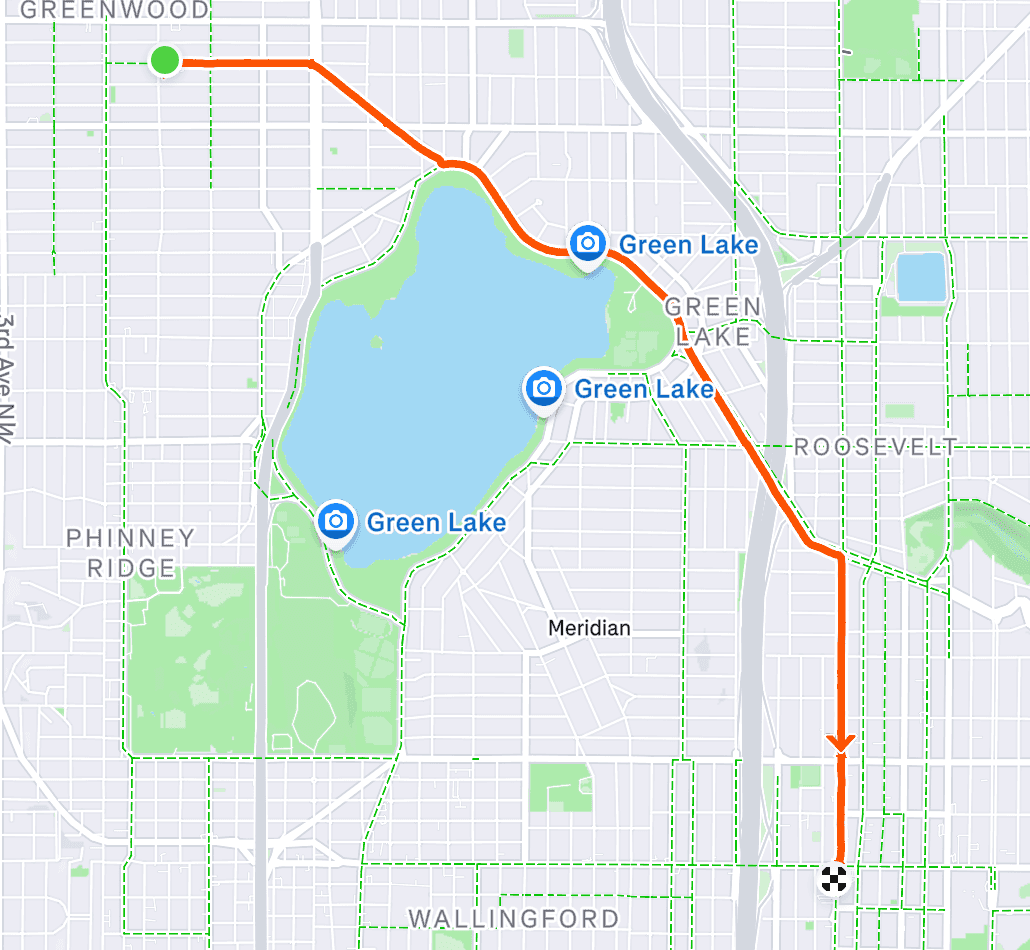 GREENWOOD
Green Lake
GREEN
LAKE
3rd Ave NW
Green Lake
ROOSEVELT
Green Lake
PHINNEY
RIDGE
Meridian
WALLINGFORD